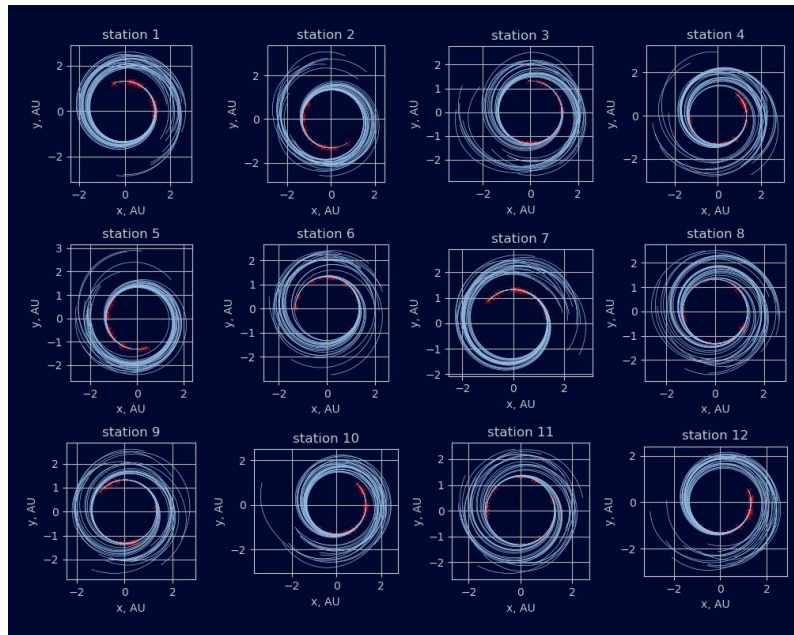 station 1
station 2
station 3
station 4
y, AU
2
0
−2
−2
0
2
x, AU
y, AU
2
0
−2
−2
0
2
x, AU
y, AU
2
1
0
−1
−2
−2
0
2
x, AU
y, AU
2
0
−2
−2
0
2
x, AU
station 5
station 6
station 7
station 8
y, AU
3
2
1
0
−1
−2
−2
0
2
x, AU
y, AU
2
0
−2
−2
0
2
x, AU
y, AU
2
1
0
−1
−2
−2
0
2
x, AU
y, AU
2
1
0
−1
−2
−2
0
2
x, AU
station 9
station 10
station 11
station 12
y, AU
2
1
0
−1
−2
−2
0
2
x, AU
y, AU
2
0
−2
−2
0
2
x, AU
y, AU
2
1
0
−1
−2
−2
0
2
x, AU
y, AU
2
0
−2
−2
0
2
x, AU